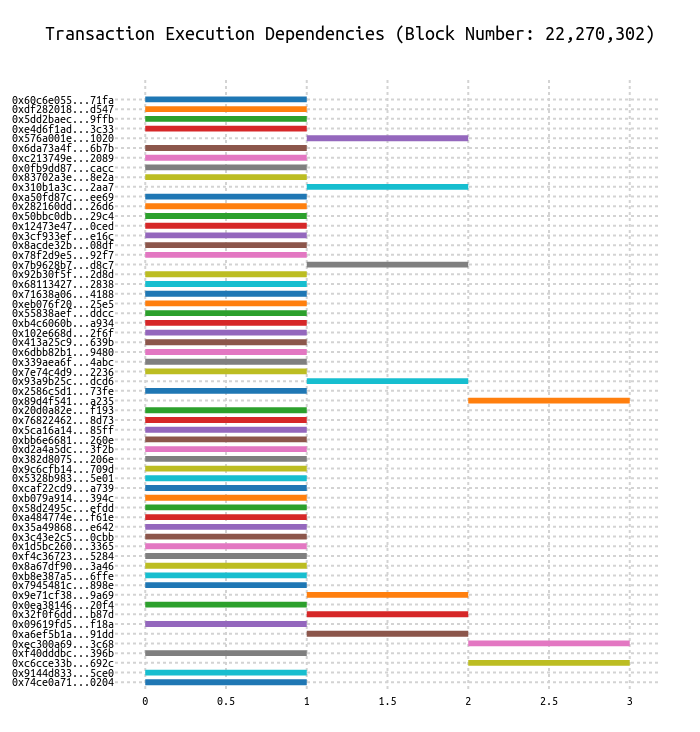 Transaction Execution Dependencies (Block Number: 22,270,302)
0x60c6e055...71fa
0xdf282018...d547
0x5dd2baec...9ffb
0xe4d6f1ad...3c33
0x576a001e...1020
0x6da73a4f...6b7b
0xc213749e...2089
0x0fb9dd87...cacc
0x83702a3e...8e2a
0x310b1a3c...2aa7
0xa50fd87c...ee69
0x282160dd...26d6
0x50bbc0db...29c4
0x12473e47...0ced
0x3cf933ef...e16c
0x8acde32b...08df
0x78f2d9e5...92f7
0x7b9628b7...d8c7
0x92b30f5f...2d8d
0x68113427...2838
0x71638a06...4188
0xeb076f20...25e5
0x55838aef...ddcc
0xb4c6060b...a934
0x102e668d...2f6f
0x413a25c9...639b
0x6dbb82b1...9480
0x339aea6f...4abc
0x7e74c4d9...2236
0x93a9b25c...dcd6
0x2586c5d1...73fe
0x89d4f541...a235
0x20d0a82e...f193
0x76822462...8d73
0x5ca16a14...85ff
0xbb6e6681...260e
0xd2a4a5dc...3f2b
0x382d8075...206e
0x9c6cfb14...709d
0x5328b983...5e01
0xcaf22cd9...a739
0xb079a914...394c
0x58d2495c...efdd
0xa484774e...f61e
0x35a49868...e642
0x3c43e2c5...0cbb
0x1d5bc260...3365
0xf4c36723...5284
0x8a67df90...3a46
0xb8e387a5...6ffe
0x7945481c...898e
0x9e71cf38...9a69
0x0ea38146...20f4
0x32f0f6dd...b87d
0x09619fd5...f18a
0xa6ef5b1a...91dd
0xec300a69...3c68
0xf40dddbc...396b
0xc6cce33b...692c
0x9144d833...5ce0
0x74ce0a71...0204
0 0.5 1 1.5 2 2.5 3